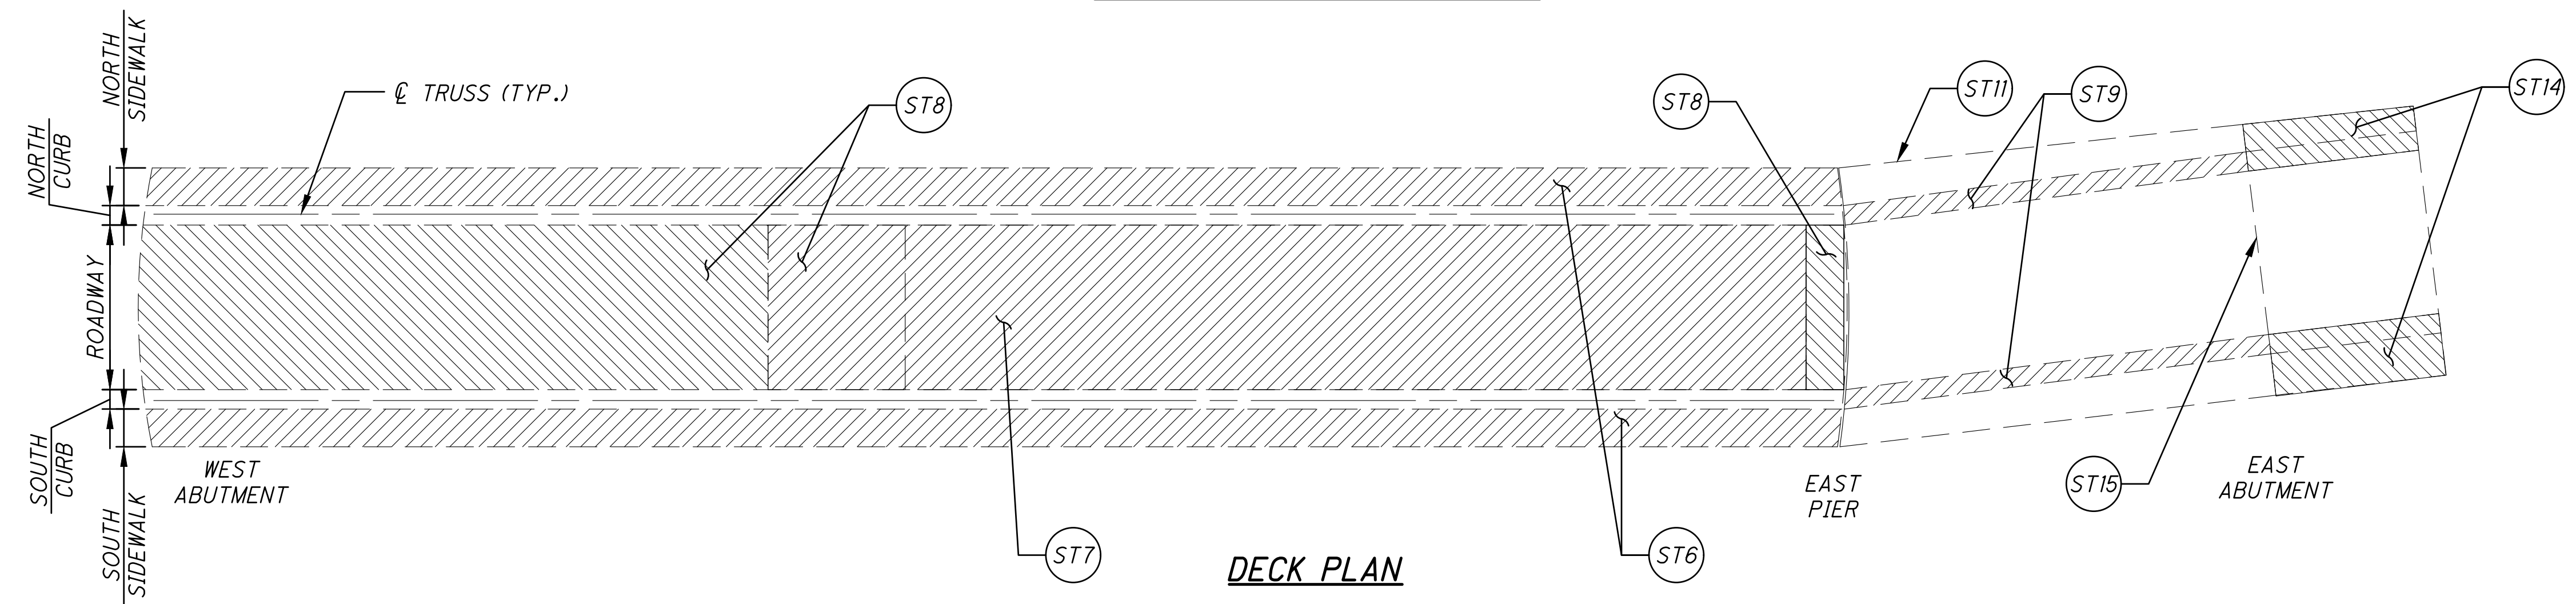 NORTH
SIDEWALK
NORTH
CURB
ROADWAY
SOUTH
CURB
SOUTH
SIDEWALK
℄ TRUSS (TYP.)
ST8
ST8
ST11
ST9
ST14
WEST
ABUTMENT
EAST
PIER
ST15
EAST
ABUTMENT
ST7
ST6
DECK PLAN